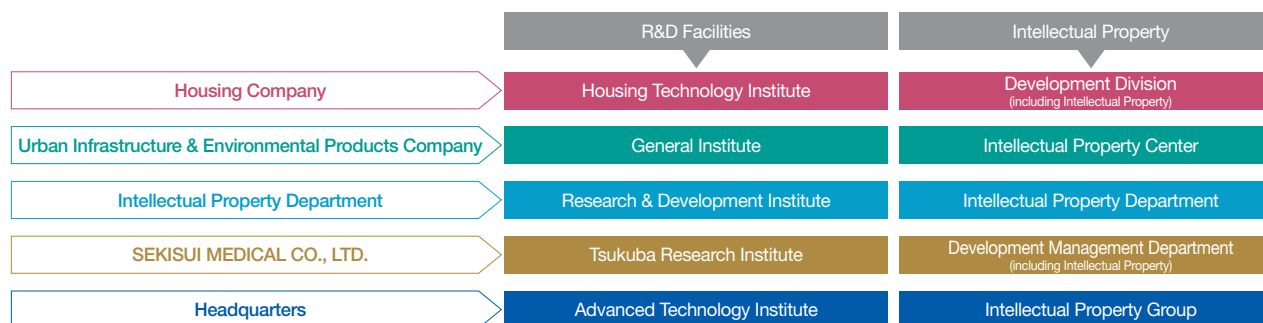 R&D Facilities
Intellectual Property
Housing Company
Housing Technology Institute
Development Division
(including Intellectual Property)
Urban Infrastructure & Environmental Products Company
General Institute
Intellectual Property Center
Intellectual Property Department
Research & Development Institute
Intellectual Property Department
SEKISUI MEDICAL CO., LTD.
Tsukuba Research Institute
Development Management Department
(including Intellectual Property)
Headquarters
Advanced Technology Institute
Intellectual Property Group